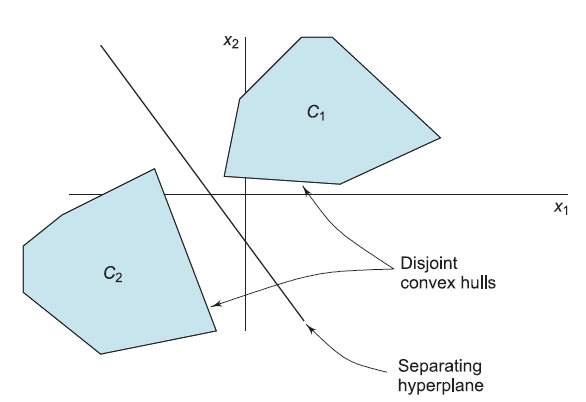 x2
C1
x1
C2
Disjoint
convex hulls
Separating
hyperplane